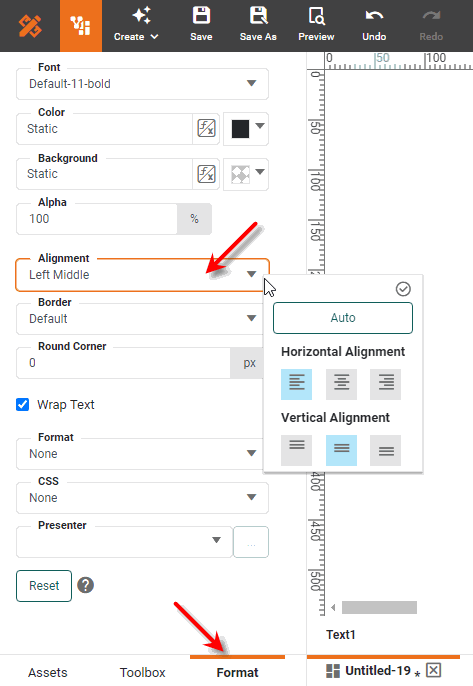 Create
Save
Save As
Preview
Undo
Redo
Font
Default-11-bold
Color
Static
Background
Static
Alpha
100 %
Alignment
Left Middle
Border
Default
Round Corner
0 px
Wrap Text
Format
None
CSS
None
Presenter
...
Reset ?
0 50 100
0
50
100
150
200
Auto
Horizontal Alignment
Vertical Alignment
400
450
500
Text1
Assets
Toolbox
Format
Untitled-19 *